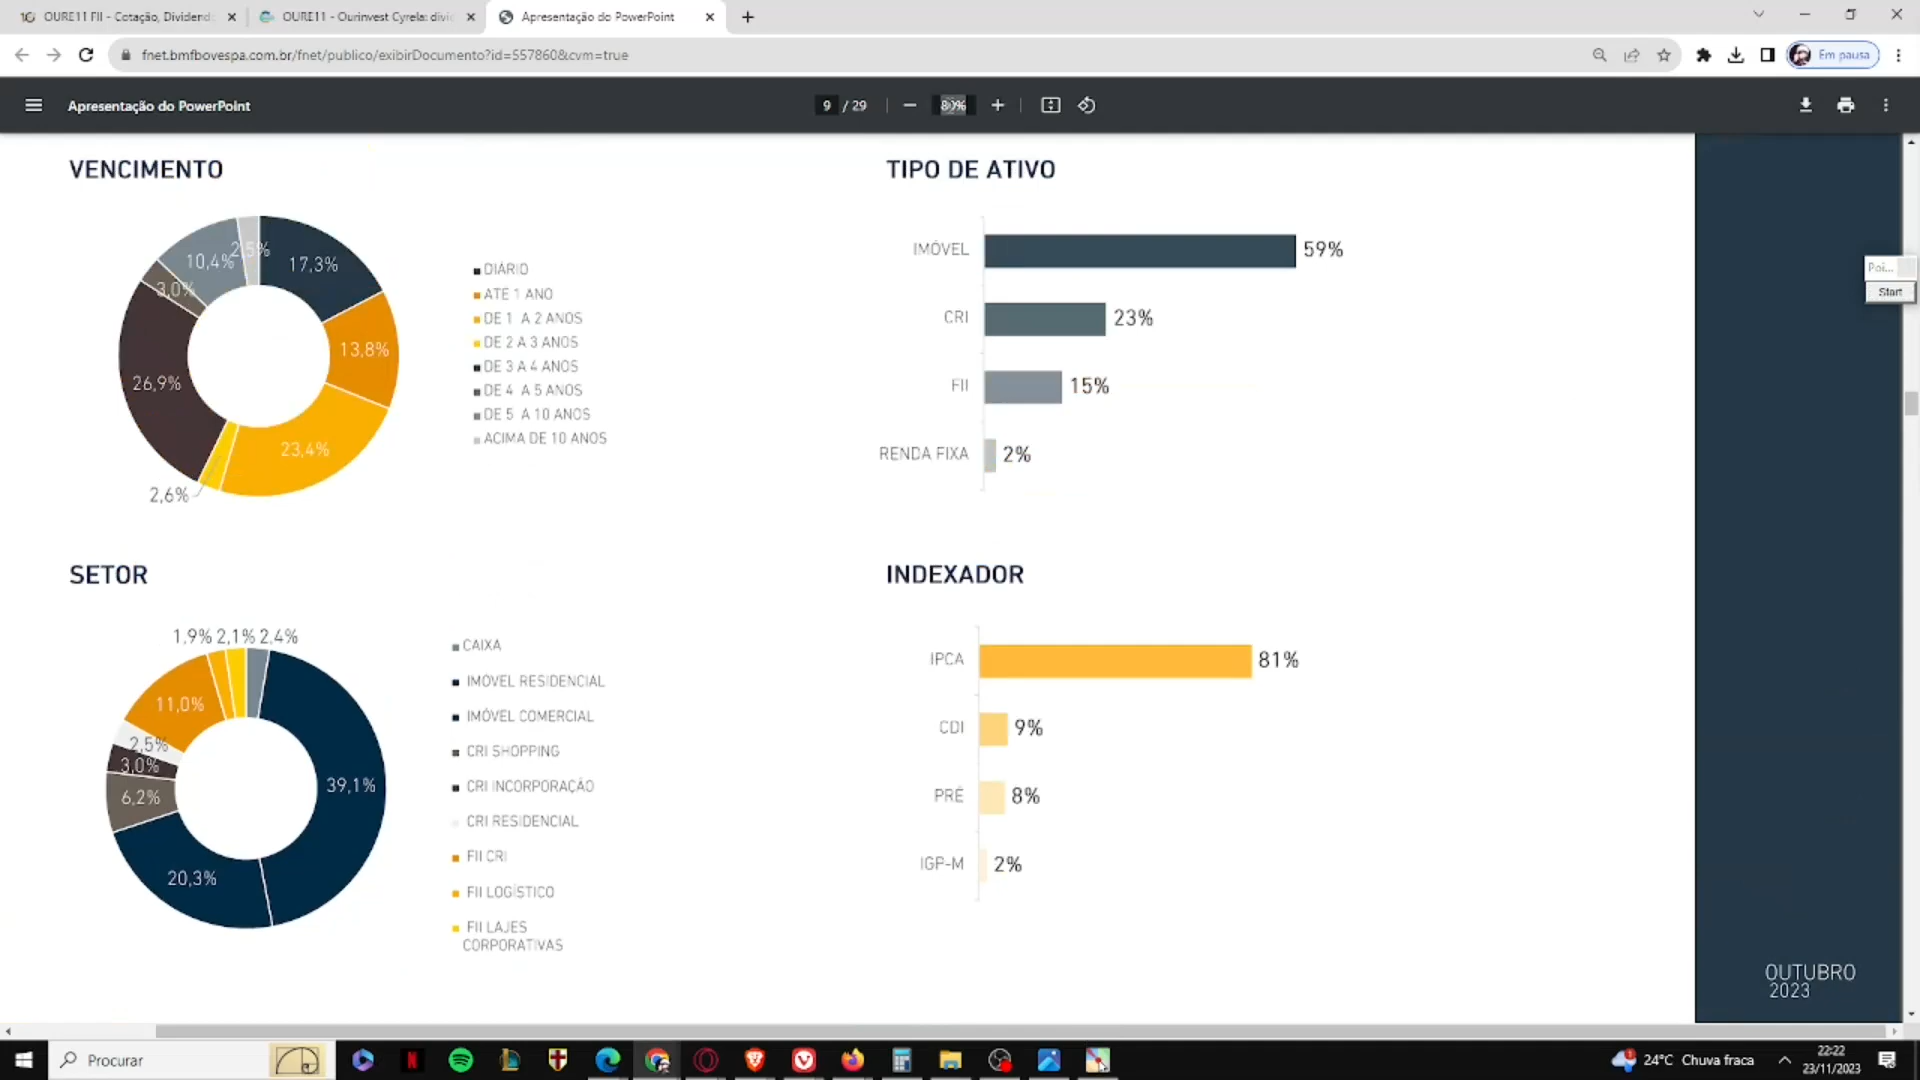 OURE11 FII - Cotação, Dividend
OURE11 - Ourinvest Cyrela: divi
Apresentação do PowerPoint
fnet.bmfbovespa.com.br/fnet/publico/exibirDocumento?id=557860&cvm=true
Em pausa
Apresentação do PowerPoint
9 / 29
80%
VENCIMENTO
17,3%
13,8%
23,4%
2,6%
26,9%
3,0%
10,4%
2,5%
DIÁRIO
ATE 1 ANO
DE 1 A 2 ANOS
DE 2 A 3 ANOS
DE 3 A 4 ANOS
DE 4 A 5 ANOS
DE 5 A 10 ANOS
ACIMA DE 10 ANOS
TIPO DE ATIVO
IMÓVEL 59%
CRI 23%
FII 15%
RENDA FIXA 2%
Poi...
Start
SETOR
1,9% 2,1% 2,4%
11,0%
2,5%
3,0%
6,2%
20,3%
39,1%
CAIXA
IMOVEL RESIDENCIAL
IMÓVEL COMERCIAL
CRI SHOPPING
CRI INCORPORAÇÃO
CRI RESIDENCIAL
FII CRI
FII LOGÍSTICO
FII LAJES
CORPORATIVAS
INDEXADOR
IPCA 81%
CDI 9%
PRÉ 8%
IGP-M 2%
OUTUBRO
2023
Procurar
24°C Chuva fraca
22:22
23/11/2023